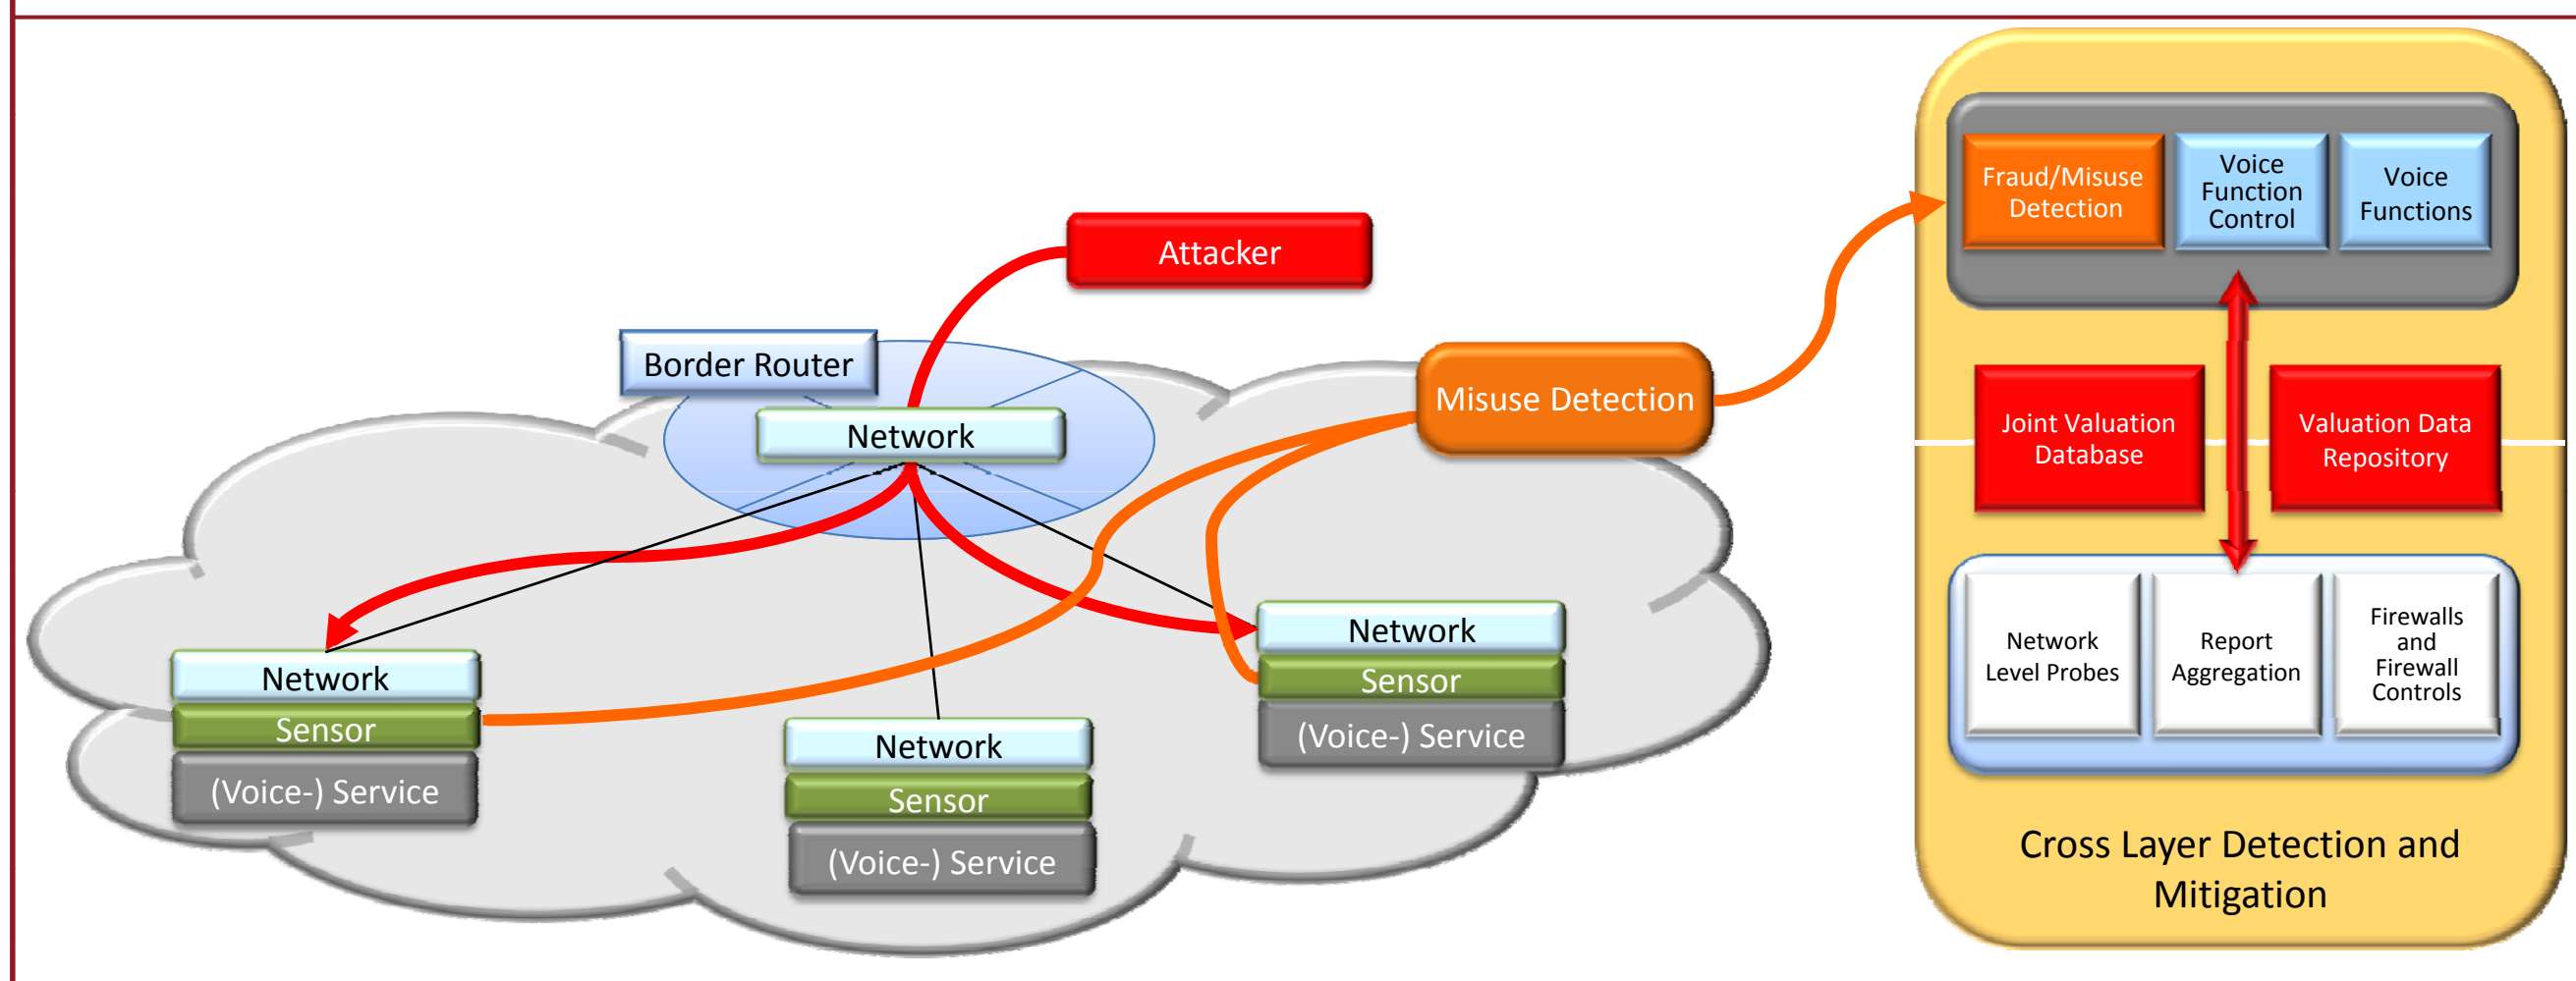 Attacker
Border Router
Network
Misuse Detection
Network
Sensor
(Voice-) Service
Network
Sensor
(Voice-) Service
Network
Sensor
(Voice-) Service
Fraud/Misuse
Detection
Voice
Function
Control
Voice
Functions
Joint Valuation
Database
Valuation Data
Repository
Network
Level Probes
Report
Aggregation
Firewalls
and
Firewall
Controls
Cross Layer Detection and
Mitigation